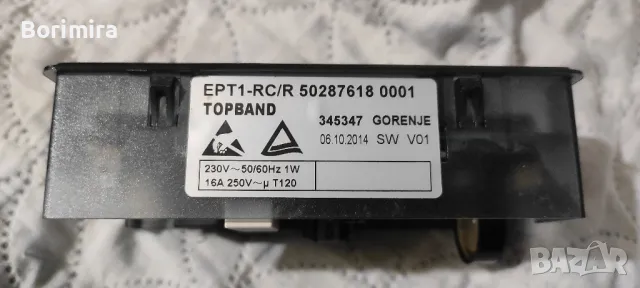 Borimira
EPT1-RC/R 50287618 0001
TOPBAND
345347 GORENJE
06.10.2014 SW V01
230V～50/60Hz 1W
16A 250V～µ T120
BAZAR